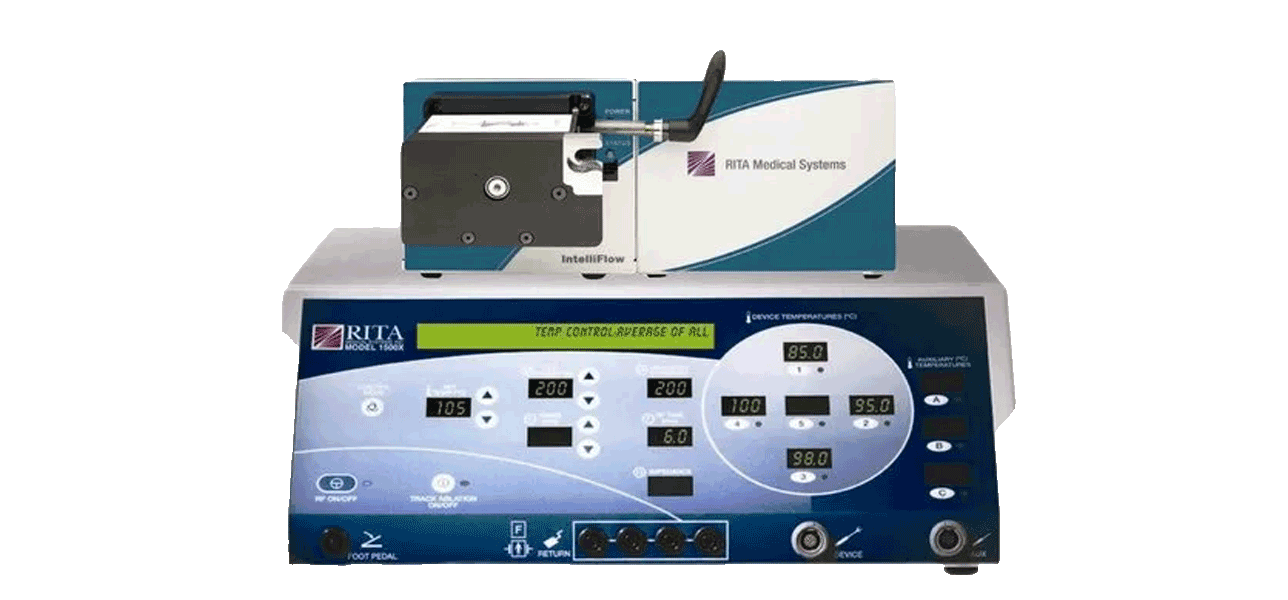 POWER
STATUS
RITA Medical Systems
IntelliFlow
RITA
MODEL 1500X
TEMP CONTROL:AVERAGE OF ALL
DEVICE TEMPERATURES (°C)
85.0
1
AUXILIARY (°C)
TEMPERATURES
105
200
200
100
4
5
95.0
2
A
6.0
B
98.0
3
IMPEDANCE
C
RF ON/OFF
TRACK ABLATION
ON/OFF
FOOT PEDAL
F
RETURN
DEVICE
AUX